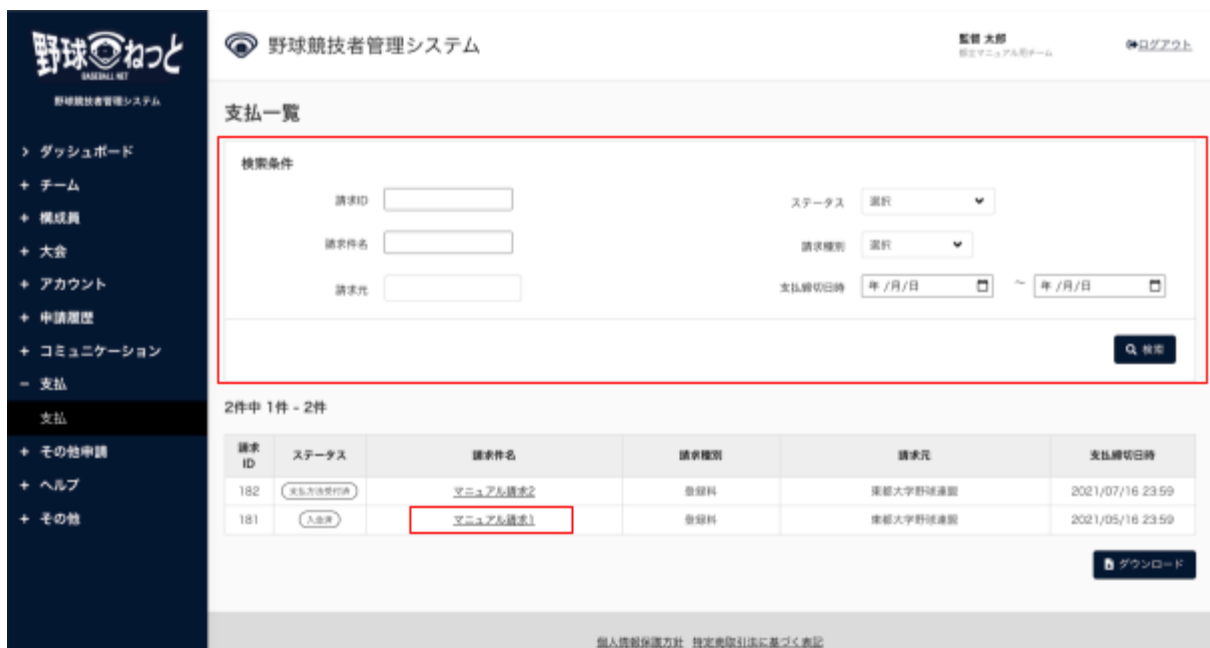 野球ねっと
BASEBALL NET
野球競技者管理システム
野球競技者管理システム
監督 太郎
都立マニュアル用チーム
ログアウト
> ダッシュボード
+ チーム
+ 構成員
+ 大会
+ アカウント
+ 申請履歴
+ コミュニケーション
− 支払
支払
+ その他申請
+ ヘルプ
+ その他
支払一覧
検索条件
請求ID
ステータス 選択
請求件名
請求種別 選択
請求元
支払締切日時 年 /月/日 ~ 年 /月/日
検索
2件中 1件 - 2件
請求ID ステータス 請求件名 請求種別 請求元 支払締切日時
182 支払方法受付済 マニュアル請求2 登録料 東都大学野球連盟 2021/07/16 23:59
181 入金済 マニュアル請求1 登録料 東都大学野球連盟 2021/05/16 23:59
ダウンロード
個人情報保護方針 特定商取引法に基づく表記